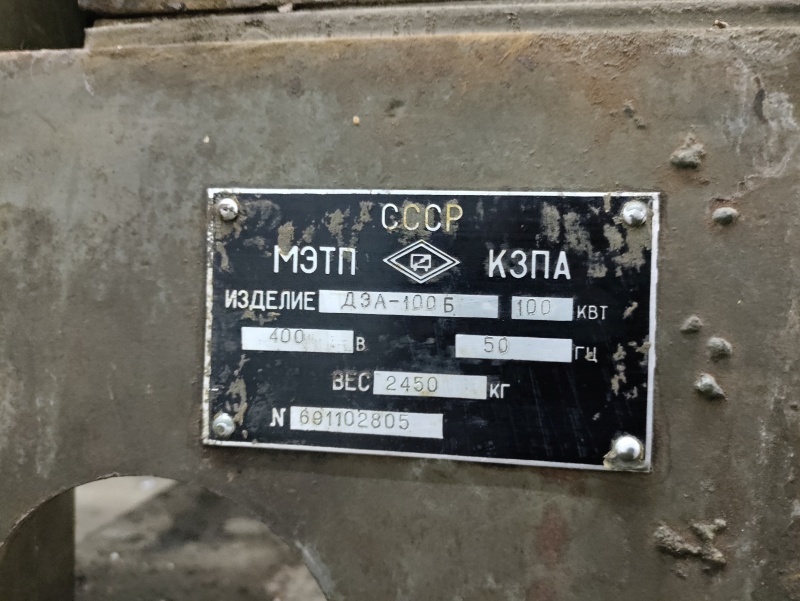 СССР
МЭТП КЗПА
ИЗДЕЛИЕ ДЭА-100Б 100 КВТ
400 В 50 ГЦ
ВЕС 2450 КГ
N 691102805